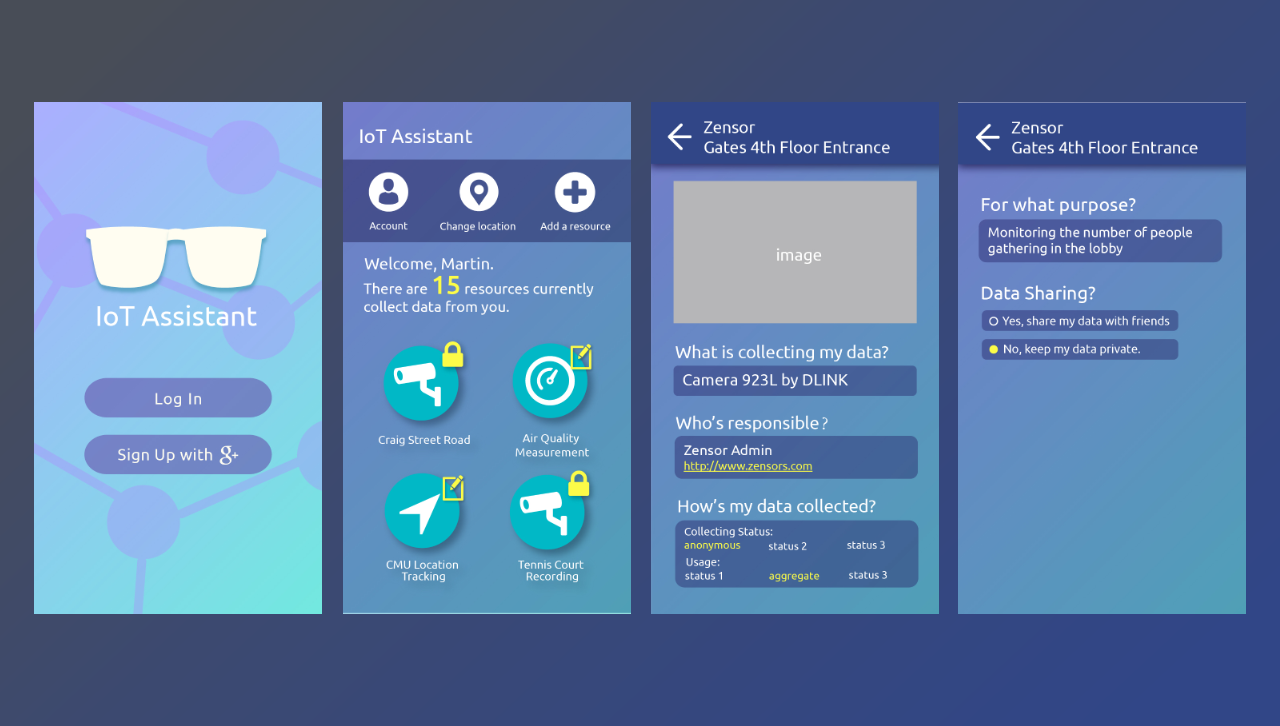 IoT Assistant
Log In
Sign Up with g+
IoT Assistant
Account
Change location
Add a resource
Welcome, Martin.
There are 15 resources currently
collect data from you.
Craig Street Road
Air Quality
Measurement
CMU Location
Tracking
Tennis Court
Recording
Zensor
Gates 4th Floor Entrance
image
What is collecting my data?
Camera 923L by DLINK
Who's responsible?
Zensor Admin
http://www.zensors.com
How's my data collected?
Collecting Status:
anonymous status 2 status 3
Usage:
status 1 aggregate status 3
Zensor
Gates 4th Floor Entrance
For what purpose?
Monitoring the number of people
gathering in the lobby
Data Sharing?
Yes, share my data with friends
No, keep my data private.